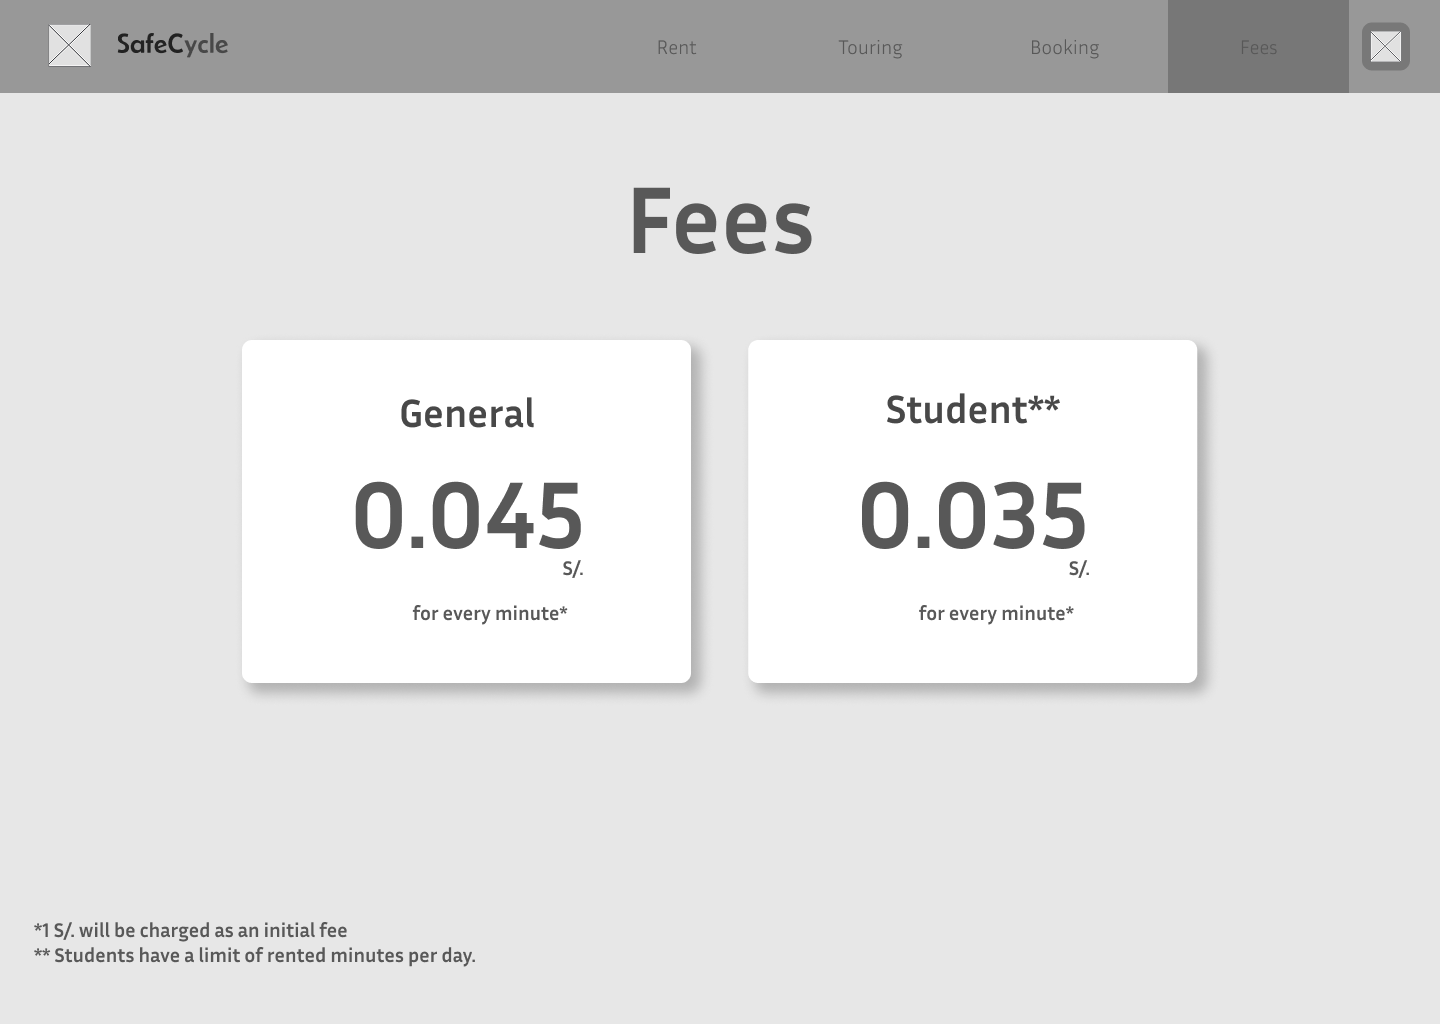 SafeCycle
Rent
Touring
Booking
Fees
Fees
General
0.045
S/.
for every minute*
Student**
0.035
S/.
for every minute*
*1 S/. will be charged as an initial fee
** Students have a limit of rented minutes per day.